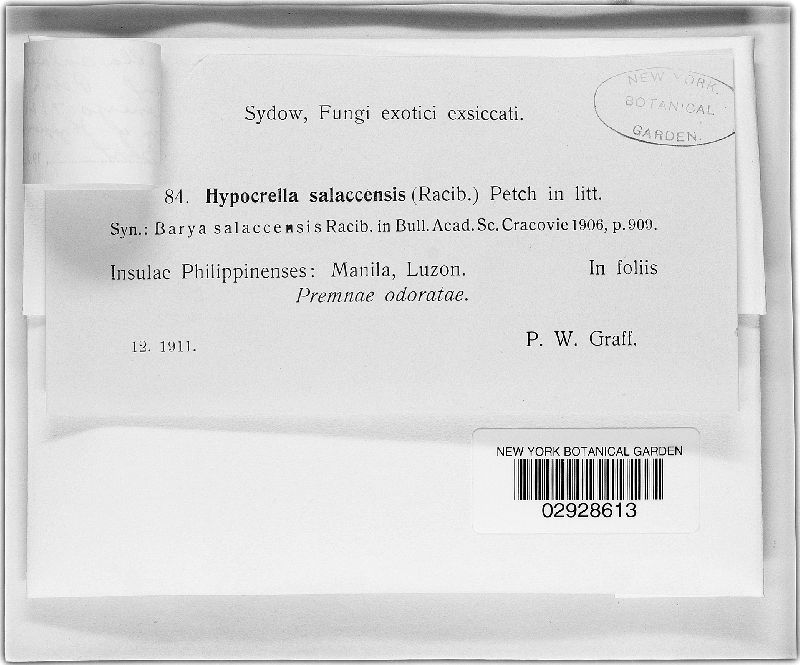 Sydow, Fungi exotici exsiccati.
NEW YORK
BOTANICAL
GARDEN.
84. Hypocrella salaccensis (Racib.) Petch in litt.
Syn.: Barya salaccensis Racib. in Bull. Acad. Sc. Cracovie 1906, p. 909.
Insulae Philippinenses: Manila, Luzon. In foliis
Premnae odoratae.
12. 1911. P. W. Graff.
NEW YORK BOTANICAL GARDEN
02928613